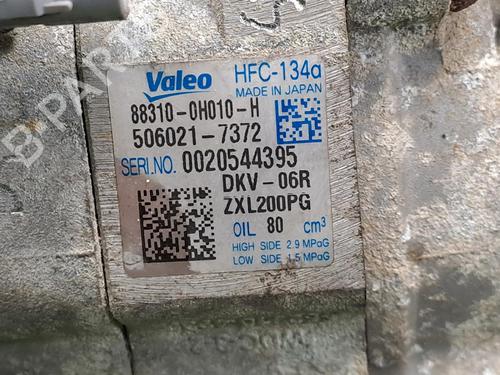 Valeo HFC-134a
MADE IN JAPAN
88310-0H010-H
506021-7372
SERI.NO. 0020544395
DKV-06R
ZXL200PG
OIL 80 cm³
HIGH SIDE 2.9 MPaG
LOW SIDE 1.5 MPaG